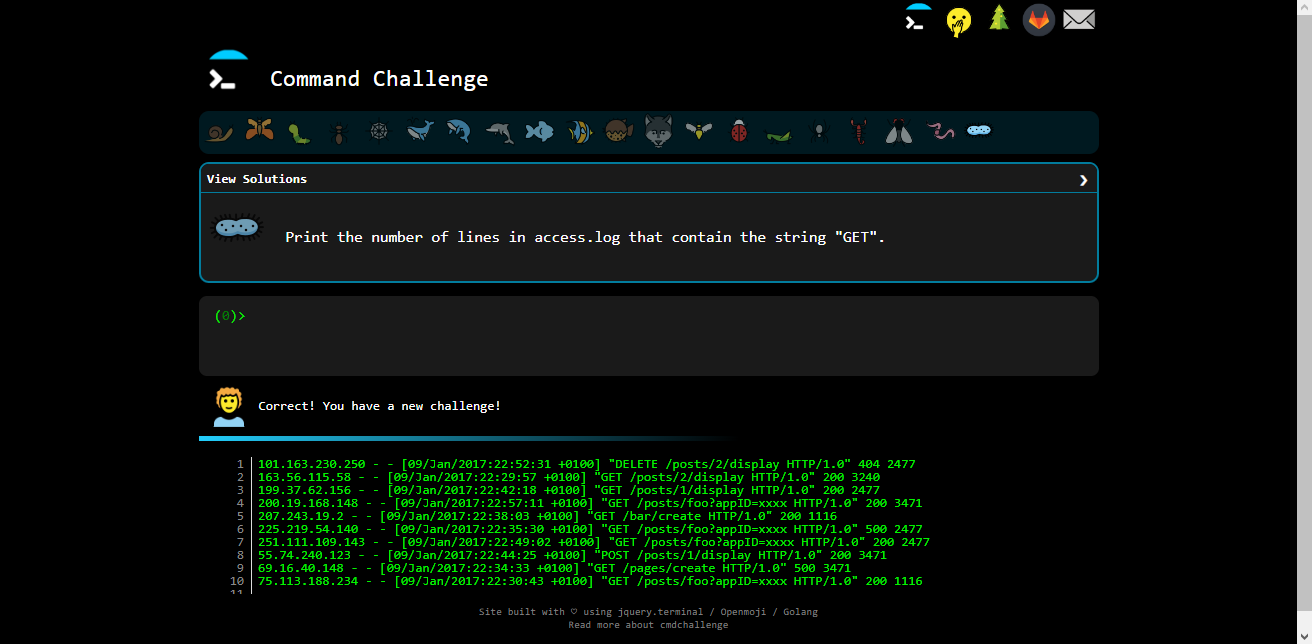 Command Challenge
View Solutions
Print the number of lines in access.log that contain the string "GET".
(0)>
Correct! You have a new challenge!
1 101.163.230.250 - - [09/Jan/2017:22:52:31 +0100] "DELETE /posts/2/display HTTP/1.0" 404 2477
2 163.56.115.58 - - [09/Jan/2017:22:29:57 +0100] "GET /posts/2/display HTTP/1.0" 200 3240
3 199.37.62.156 - - [09/Jan/2017:22:42:18 +0100] "GET /posts/1/display HTTP/1.0" 200 2477
4 200.19.168.148 - - [09/Jan/2017:22:57:11 +0100] "GET /posts/foo?appID=xxxx HTTP/1.0" 200 3471
5 207.243.19.2 - - [09/Jan/2017:22:38:03 +0100] "GET /bar/create HTTP/1.0" 200 1116
6 225.219.54.140 - - [09/Jan/2017:22:35:30 +0100] "GET /posts/foo?appID=xxxx HTTP/1.0" 500 2477
7 251.111.109.143 - - [09/Jan/2017:22:49:02 +0100] "GET /posts/foo?appID=xxxx HTTP/1.0" 200 2477
8 55.74.240.123 - - [09/Jan/2017:22:44:25 +0100] "POST /posts/1/display HTTP/1.0" 200 3471
9 69.16.40.148 - - [09/Jan/2017:22:34:33 +0100] "GET /pages/create HTTP/1.0" 500 3471
10 75.113.188.234 - - [09/Jan/2017:22:30:43 +0100] "GET /posts/foo?appID=xxxx HTTP/1.0" 200 1116
11
Site built with ♡ using jquery.terminal / Openmoji / Golang
Read more about cmdchallenge